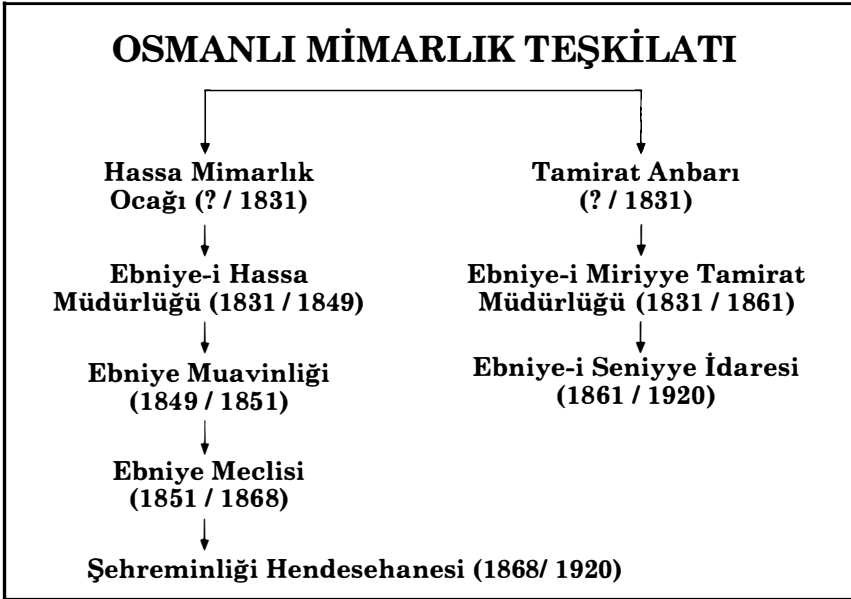 OSMANLI MİMARLIK TEŞKİLATI
Hassa Mimarlık
Ocağı (? / 1831)
Ebniye-i Hassa
Müdürlüğü (1831 / 1849)
Ebniye Muavinliği
(1849 / 1851)
Ebniye Meclisi
(1851 / 1868)
Şehreminliği Hendesehanesi (1868/ 1920)
Tamirat Anbarı
(? / 1831)
Ebniye-i Miriyye Tamirat
Müdürlüğü (1831 / 1861)
Ebniye-i Seniyye İdaresi
(1861 / 1920)